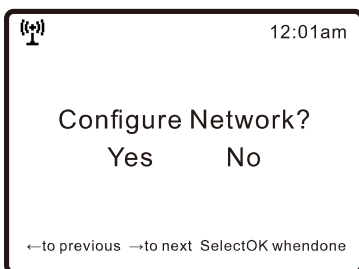 12:01am
Configure Network?
Yes No
←to previous →to next SelectOK whendone